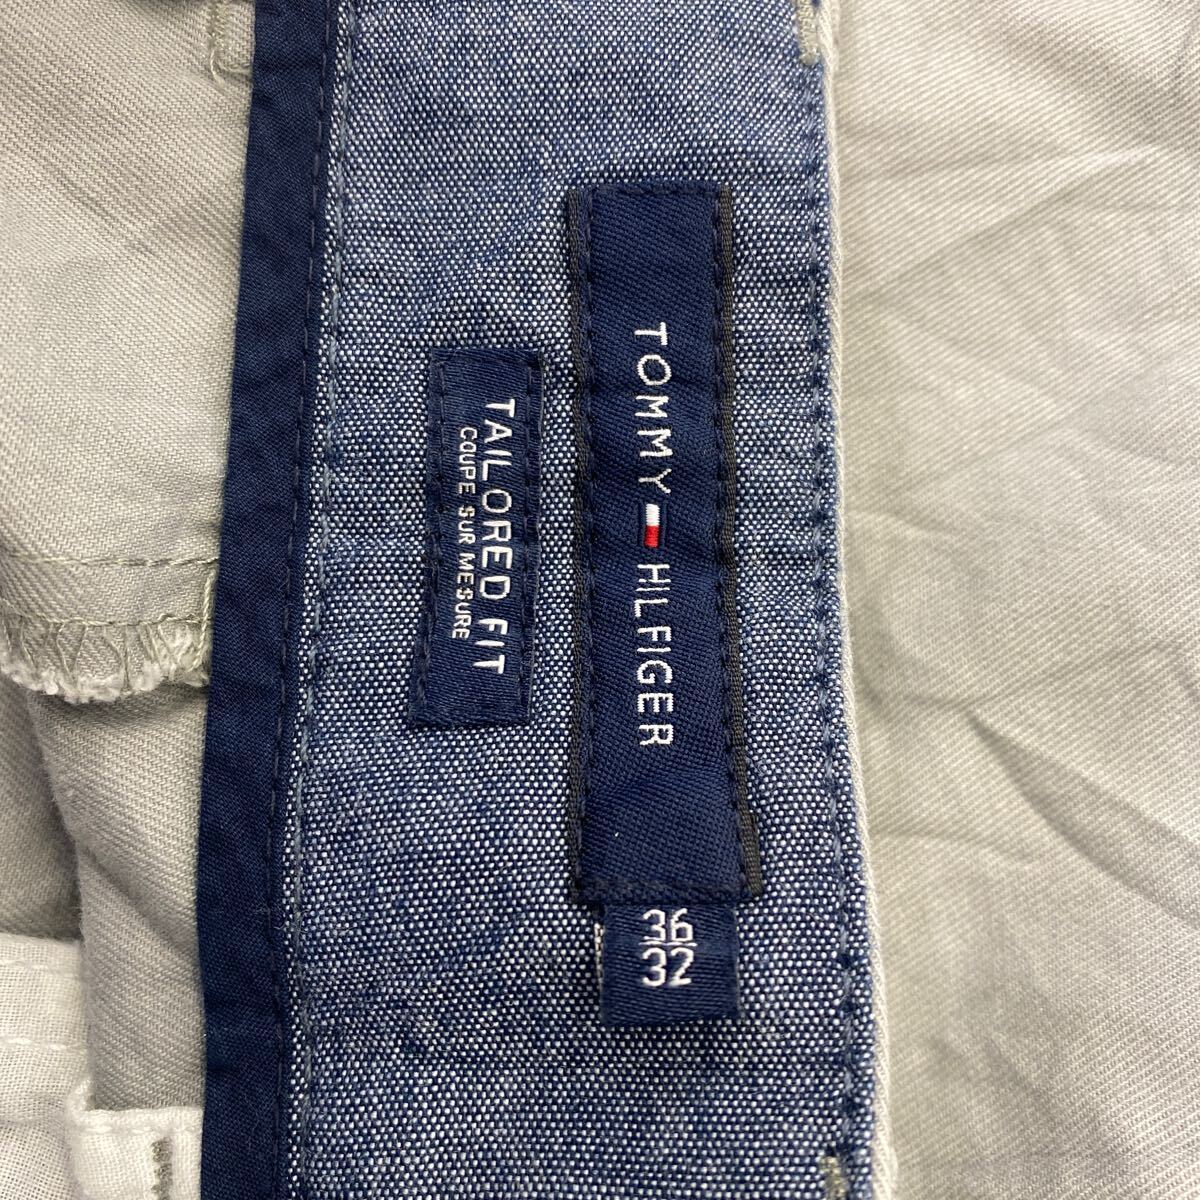 TOMMY HILFIGER
TAILORED FIT
COUPE SUR MESURE
36
32